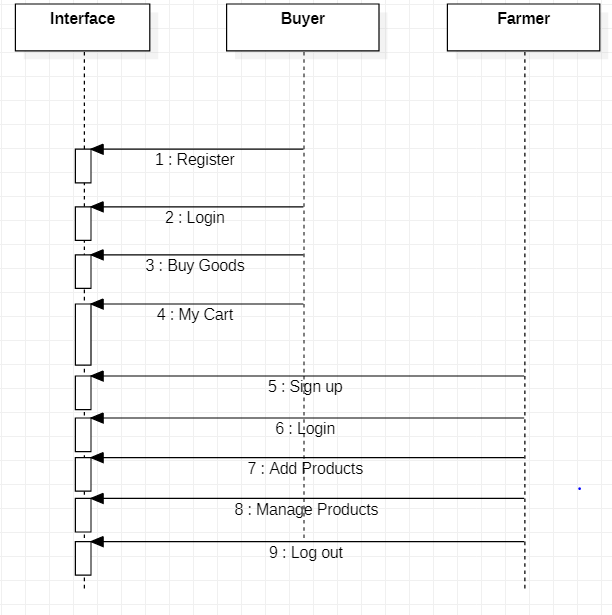 Interface
Buyer
Farmer
1 : Register
2 : Login
3 : Buy Goods
4 : My Cart
5 : Sign up
6 : Login
7 : Add Products
8 : Manage Products
9 : Log out